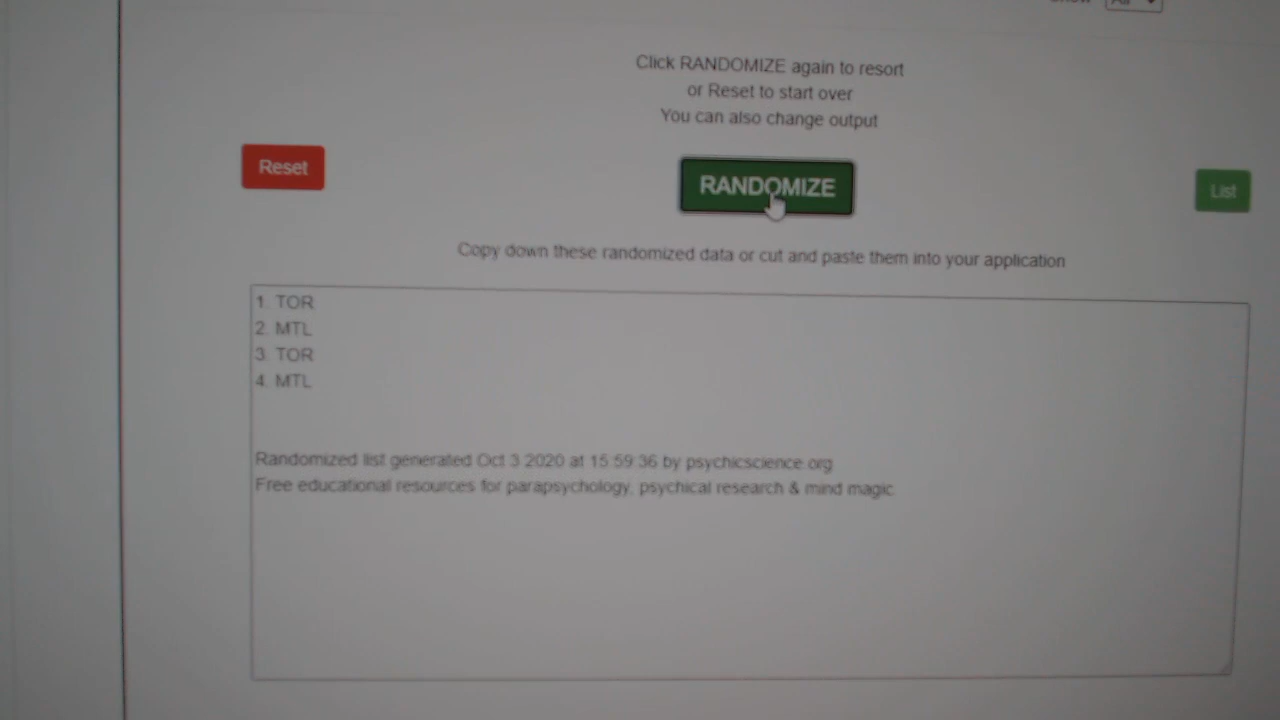 Click RANDOMIZE again to resort
or Reset to start over
You can also change output
Reset
RANDOMIZE
List
Copy down these randomized data or cut and paste them into your application
1. TOR
2. MTL
3. TOR
4. MTL
Randomized list generated Oct 3 2020 at 15:59:36 by psychicscience.org
Free educational resources for parapsychology, psychical research & mind magic.